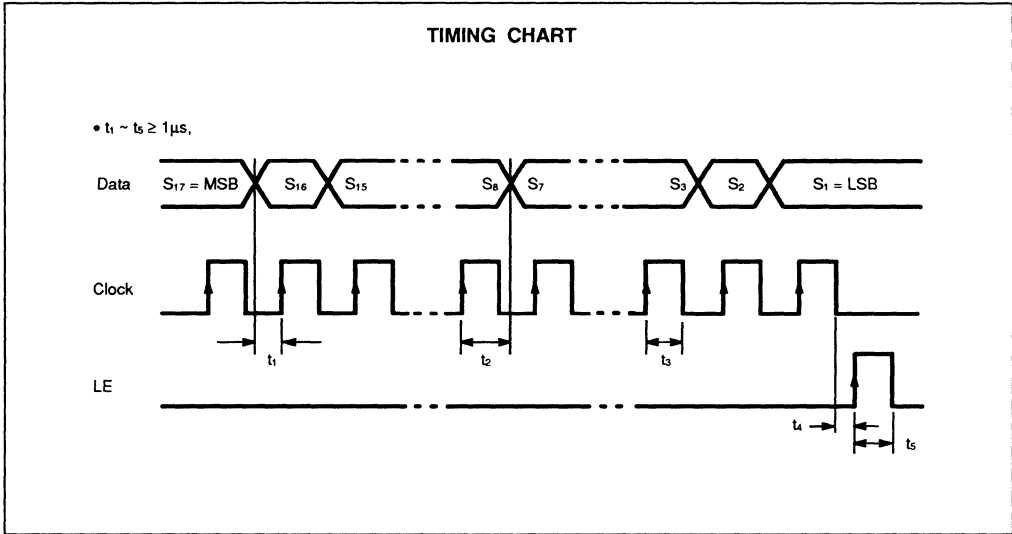 TIMING CHART
• t₁ ~ t₅ ≥ 1µs,
Data S₁₇ = MSB S₁₆ S₁₅ S₈ S₇ S₃ S₂ S₁ = LSB
Clock
t₁ t₂ t₃
LE
t₄ t₅